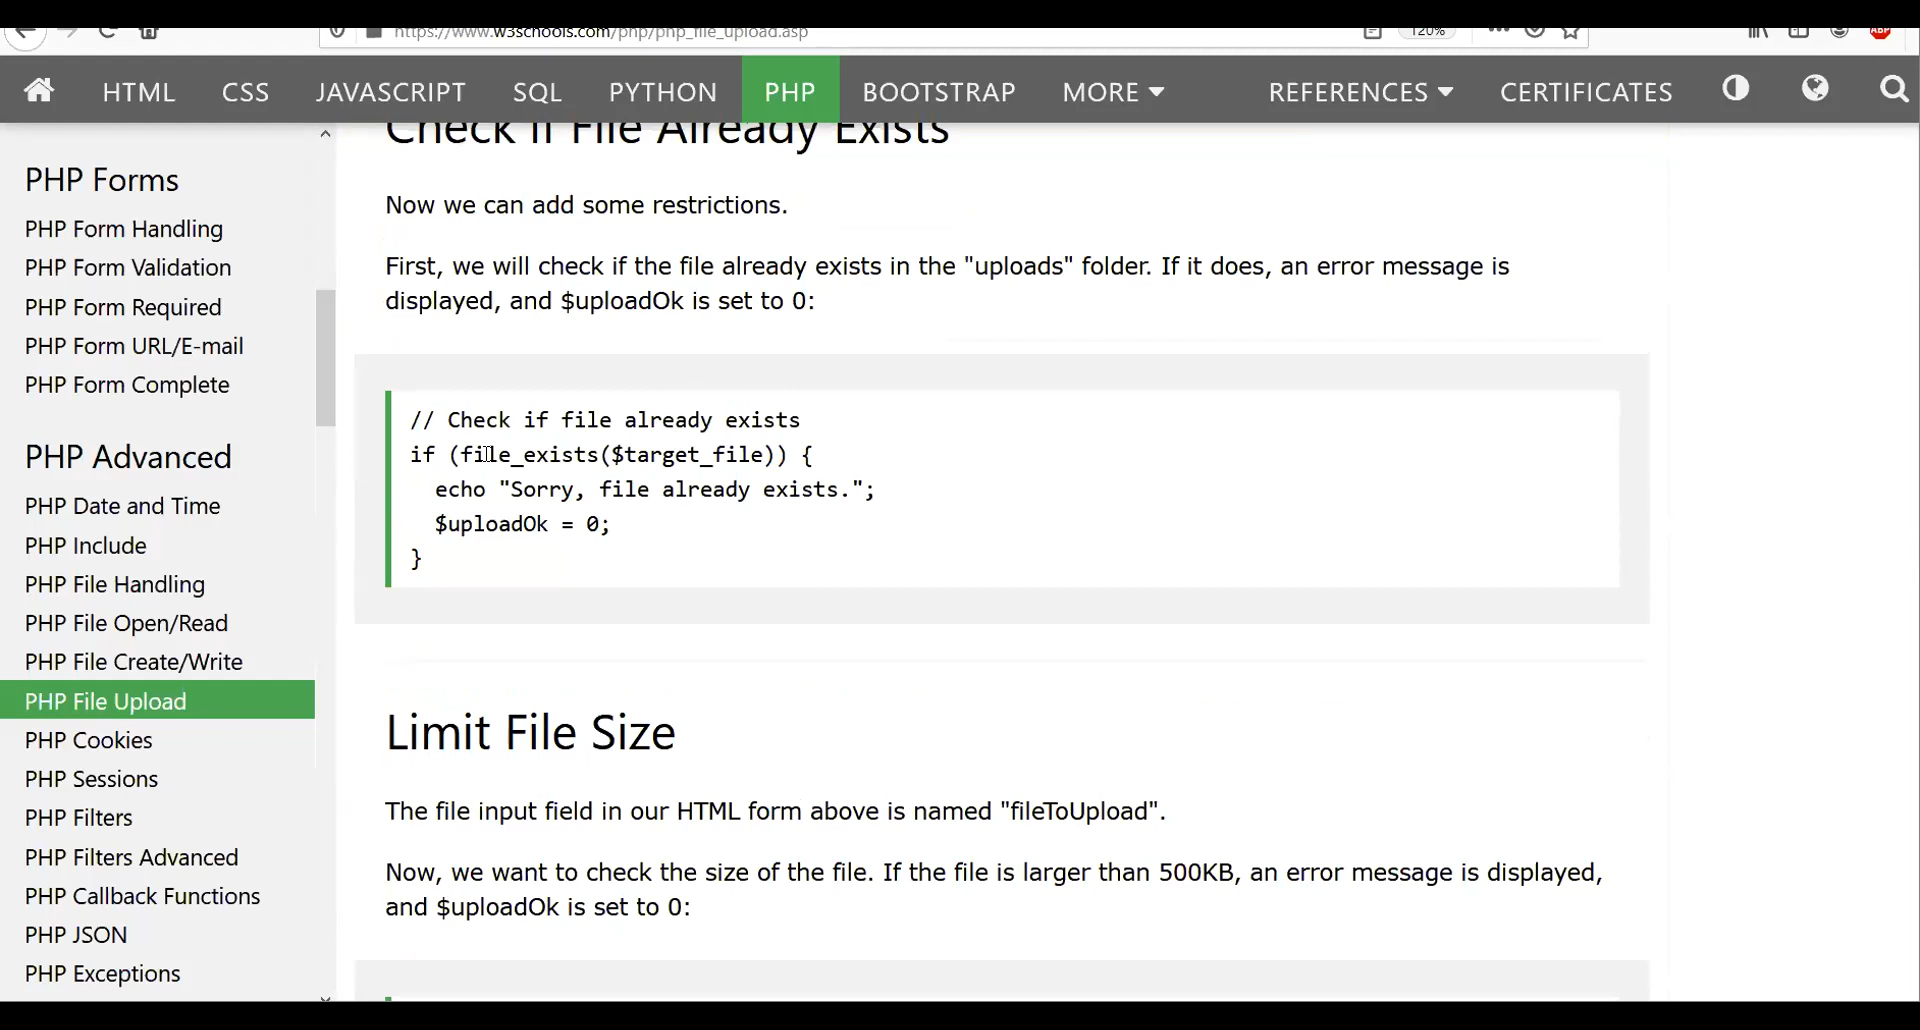 https://www.w3schools.com/php/php_file_upload.asp
120%
ABP
HTML CSS JAVASCRIPT SQL PYTHON PHP BOOTSTRAP MORE REFERENCES CERTIFICATES
PHP Forms
PHP Form Handling
PHP Form Validation
PHP Form Required
PHP Form URL/E-mail
PHP Form Complete
PHP Advanced
PHP Date and Time
PHP Include
PHP File Handling
PHP File Open/Read
PHP File Create/Write
PHP File Upload
PHP Cookies
PHP Sessions
PHP Filters
PHP Filters Advanced
PHP Callback Functions
PHP JSON
PHP Exceptions
Check if File Already Exists
Now we can add some restrictions.
First, we will check if the file already exists in the "uploads" folder. If it does, an error message is
displayed, and $uploadOk is set to 0:
// Check if file already exists
if (file_exists($target_file)) {
  echo "Sorry, file already exists.";
  $uploadOk = 0;
}
Limit File Size
The file input field in our HTML form above is named "fileToUpload".
Now, we want to check the size of the file. If the file is larger than 500KB, an error message is displayed,
and $uploadOk is set to 0: